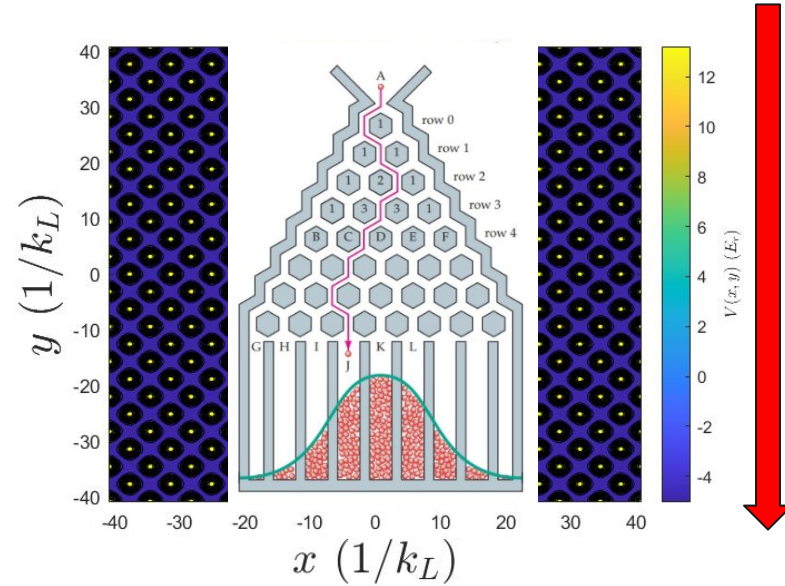 40
30
20
10
0
-10
-20
-30
-40
y (1/k_L)
-40
-30
-20
-10
0
10
20
30
40
x (1/k_L)
A
1
row 0
1 1
row 1
1 2 1
row 2
1 3 3 1
row 3
B C D E F
row 4
G H I J K L
12
10
8
6
4
2
0
-2
-4
V(x, y) (E_r)